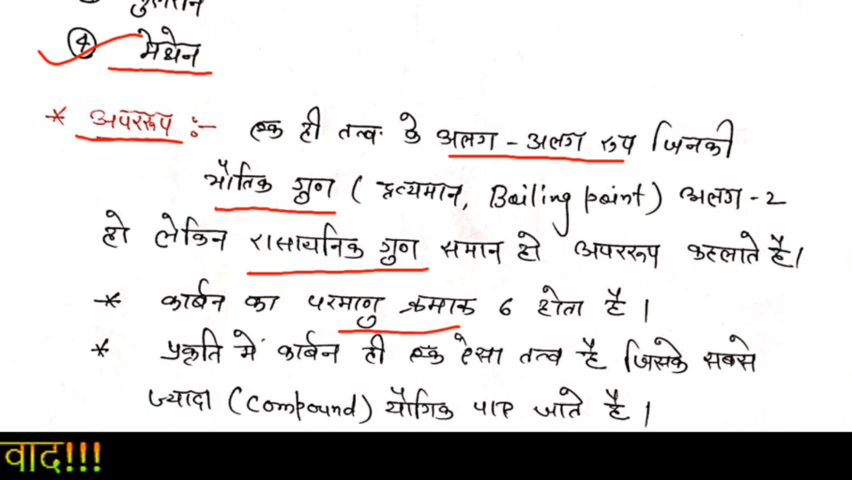 ④ मेथेन
* अपररूप :- एक ही तत्व के अलग - अलग रूप जिनकी
भौतिक गुण ( द्रव्यमान, Boiling point) अलग - 2
हो लेकिन रासायनिक गुण समान हो अपररूप कहलाते है।
* कार्बन का परमाणु क्रमाक 6 होता है।
* प्रकृति में कार्बन ही एक ऐसा तत्व है जिसके सबसे
ज्यादा (Compound) यौगिक पाए जाते है।
वाद!!!